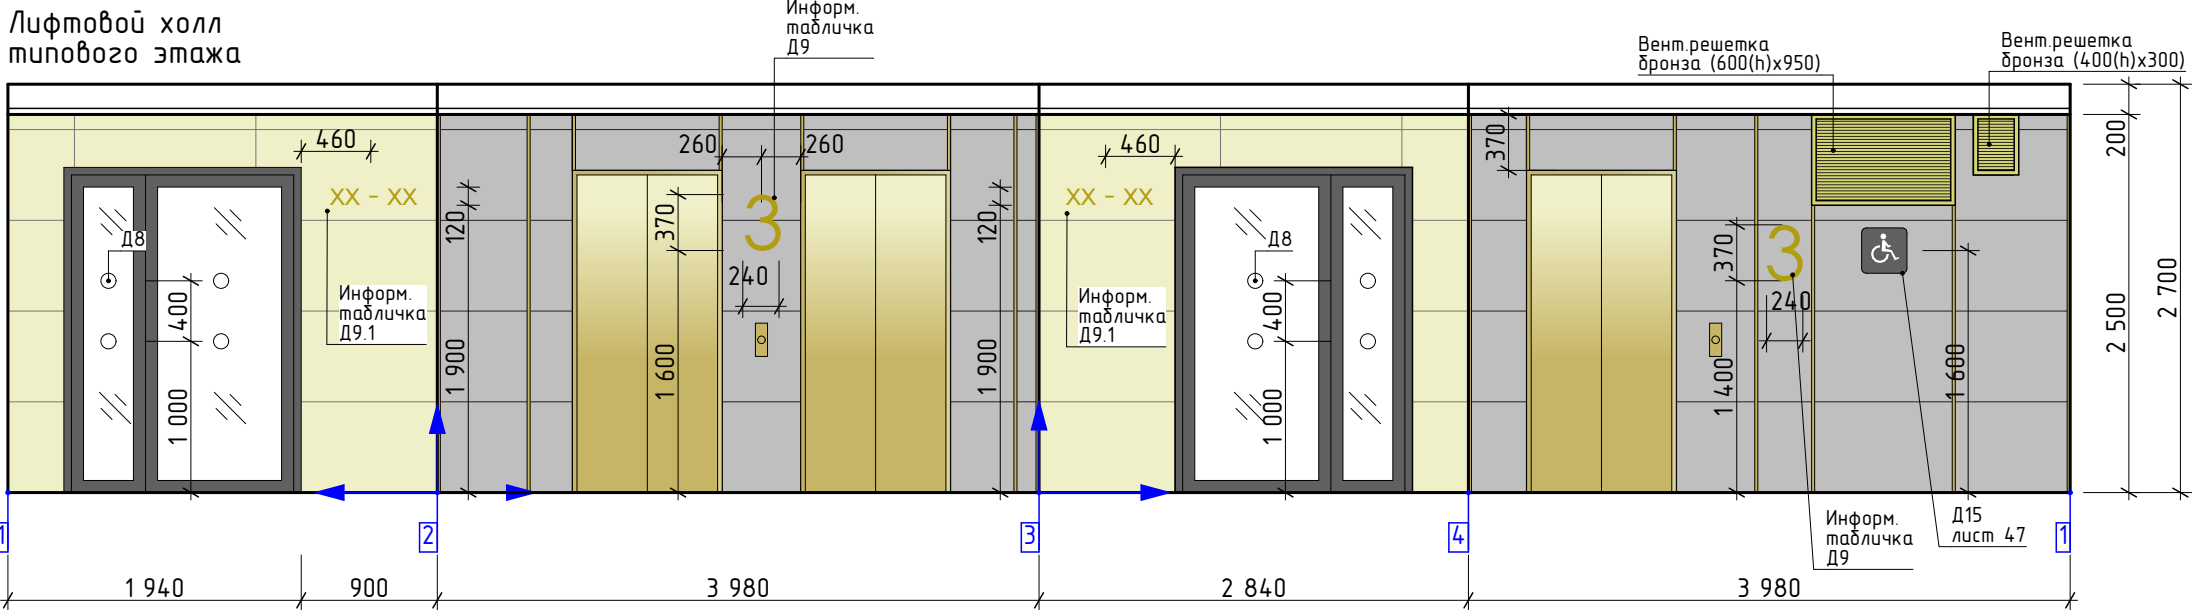 Лифтовой холл
типового этажа
Информ.
табличка
Д9
Вент.решетка
бронза (600(h)х950)
Вент.решетка
бронза (400(h)х300)
460
XX - XX
Д8
400
1 000
Информ.
табличка
Д9.1
120
1 900
260
260
370
3
240
1 600
120
1 900
460
XX - XX
Д8
400
1 000
Информ.
табличка
Д9.1
370
370
3
240
1 400
1 600
200
2 500
2 700
Информ.
табличка
Д9
Д15
лист 47
1
2
3
4
1
1 940
900
3 980
2 840
3 980